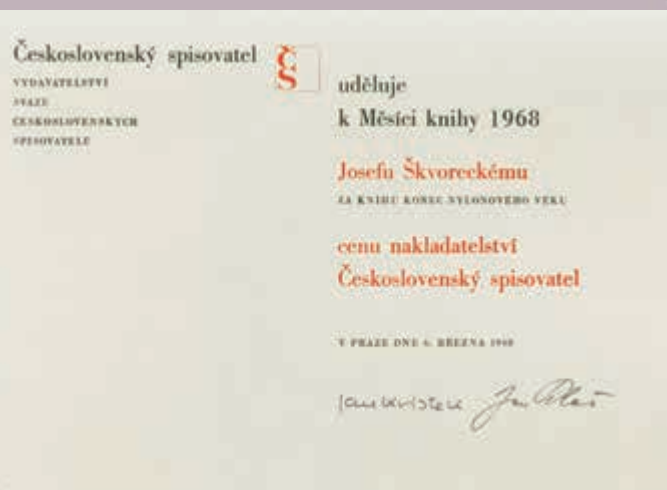 Československý spisovatel
VYDAVATELSTVÍ
SVAZU
ČESKOSLOVENSKÝCH
SPISOVATELŮ
Č
S
uděluje
k Měsíci knihy 1968
Josefu Škvoreckému
ZA KNIHU KONEC NYLONOVÉHO VĚKU
cenu nakladatelství
Československý spisovatel
V PRAZE DNE 6. BŘEZNA 1968
Jan